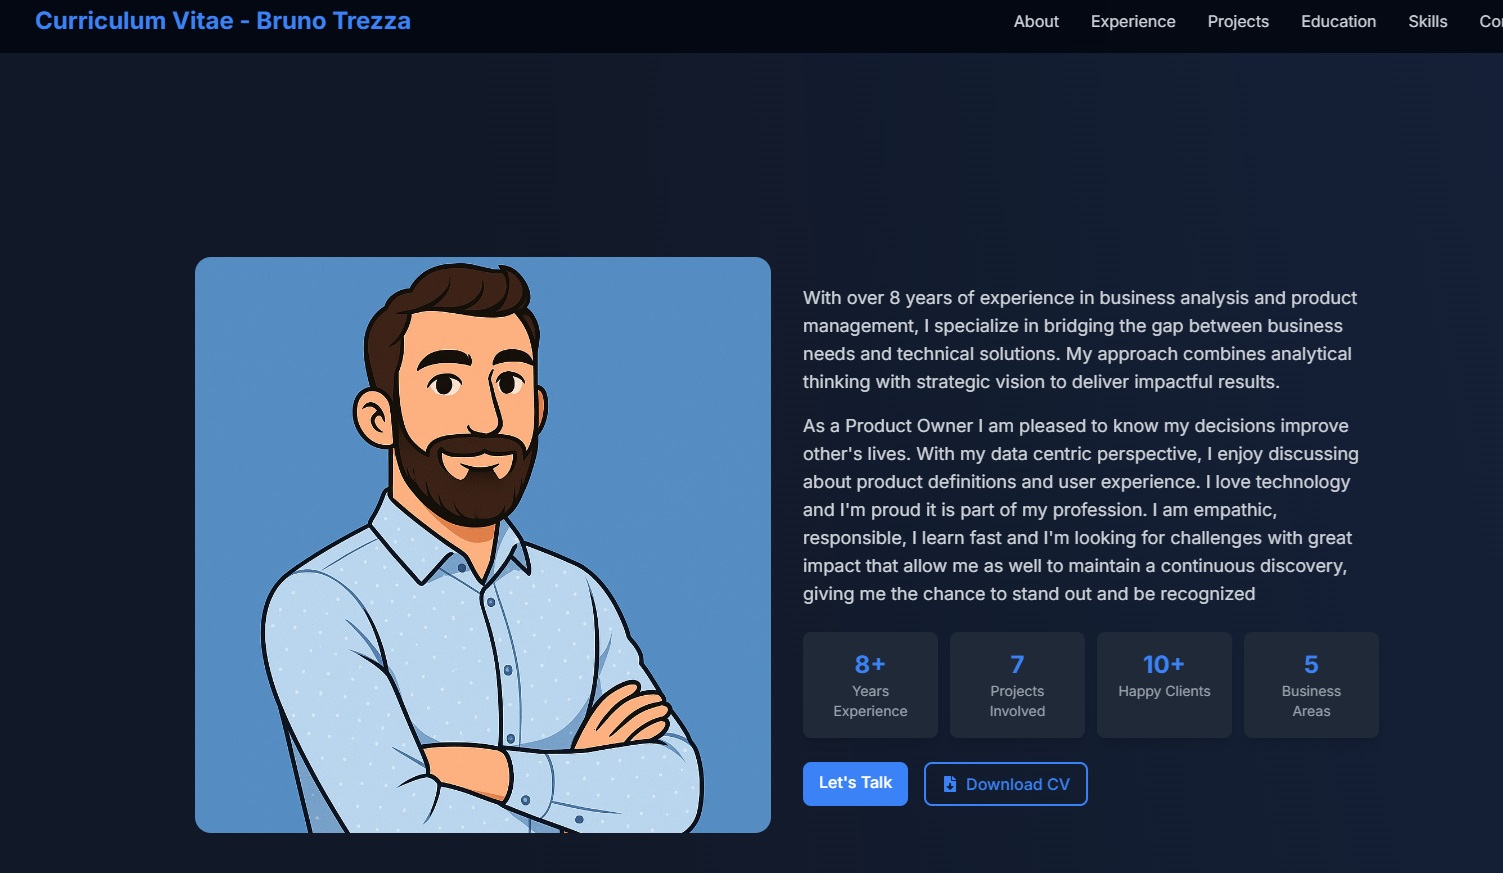 Curriculum Vitae - Bruno Trezza
About Experience Projects Education Skills
With over 8 years of experience in business analysis and product
management, I specialize in bridging the gap between business
needs and technical solutions. My approach combines analytical
thinking with strategic vision to deliver impactful results.
As a Product Owner I am pleased to know my decisions improve
other's lives. With my data centric perspective, I enjoy discussing
about product definitions and user experience. I love technology
and I'm proud it is part of my profession. I am empathic,
responsible, I learn fast and I'm looking for challenges with great
impact that allow me as well to maintain a continuous discovery,
giving me the chance to stand out and be recognized
8+
Years
Experience
7
Projects
Involved
10+
Happy Clients
5
Business
Areas
Let's Talk
Download CV